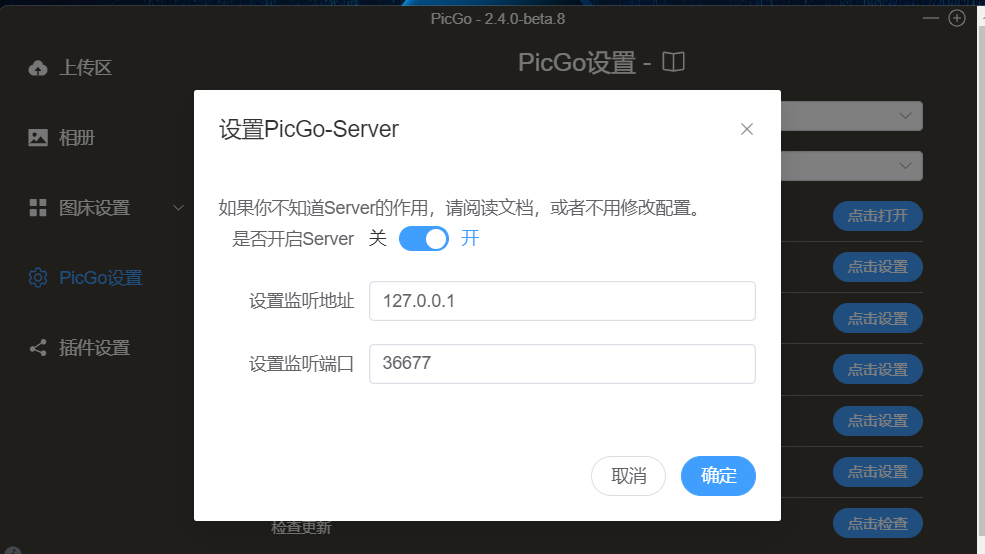 PicGo - 2.4.0-beta.8
上传区
相册
图床设置
PicGo设置
插件设置
PicGo设置 -
设置PicGo-Server
如果你不知道Server的作用，请阅读文档，或者不用修改配置。
是否开启Server 关 开
设置监听地址 127.0.0.1
设置监听端口 36677
取消 确定
点击打开
点击设置
点击设置
点击设置
点击设置
点击设置
检查更新 点击检查